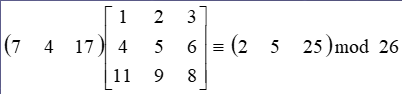 (7 4 17) [1 2 3
4 5 6
11 9 8] ≡ (2 5 25) mod 26